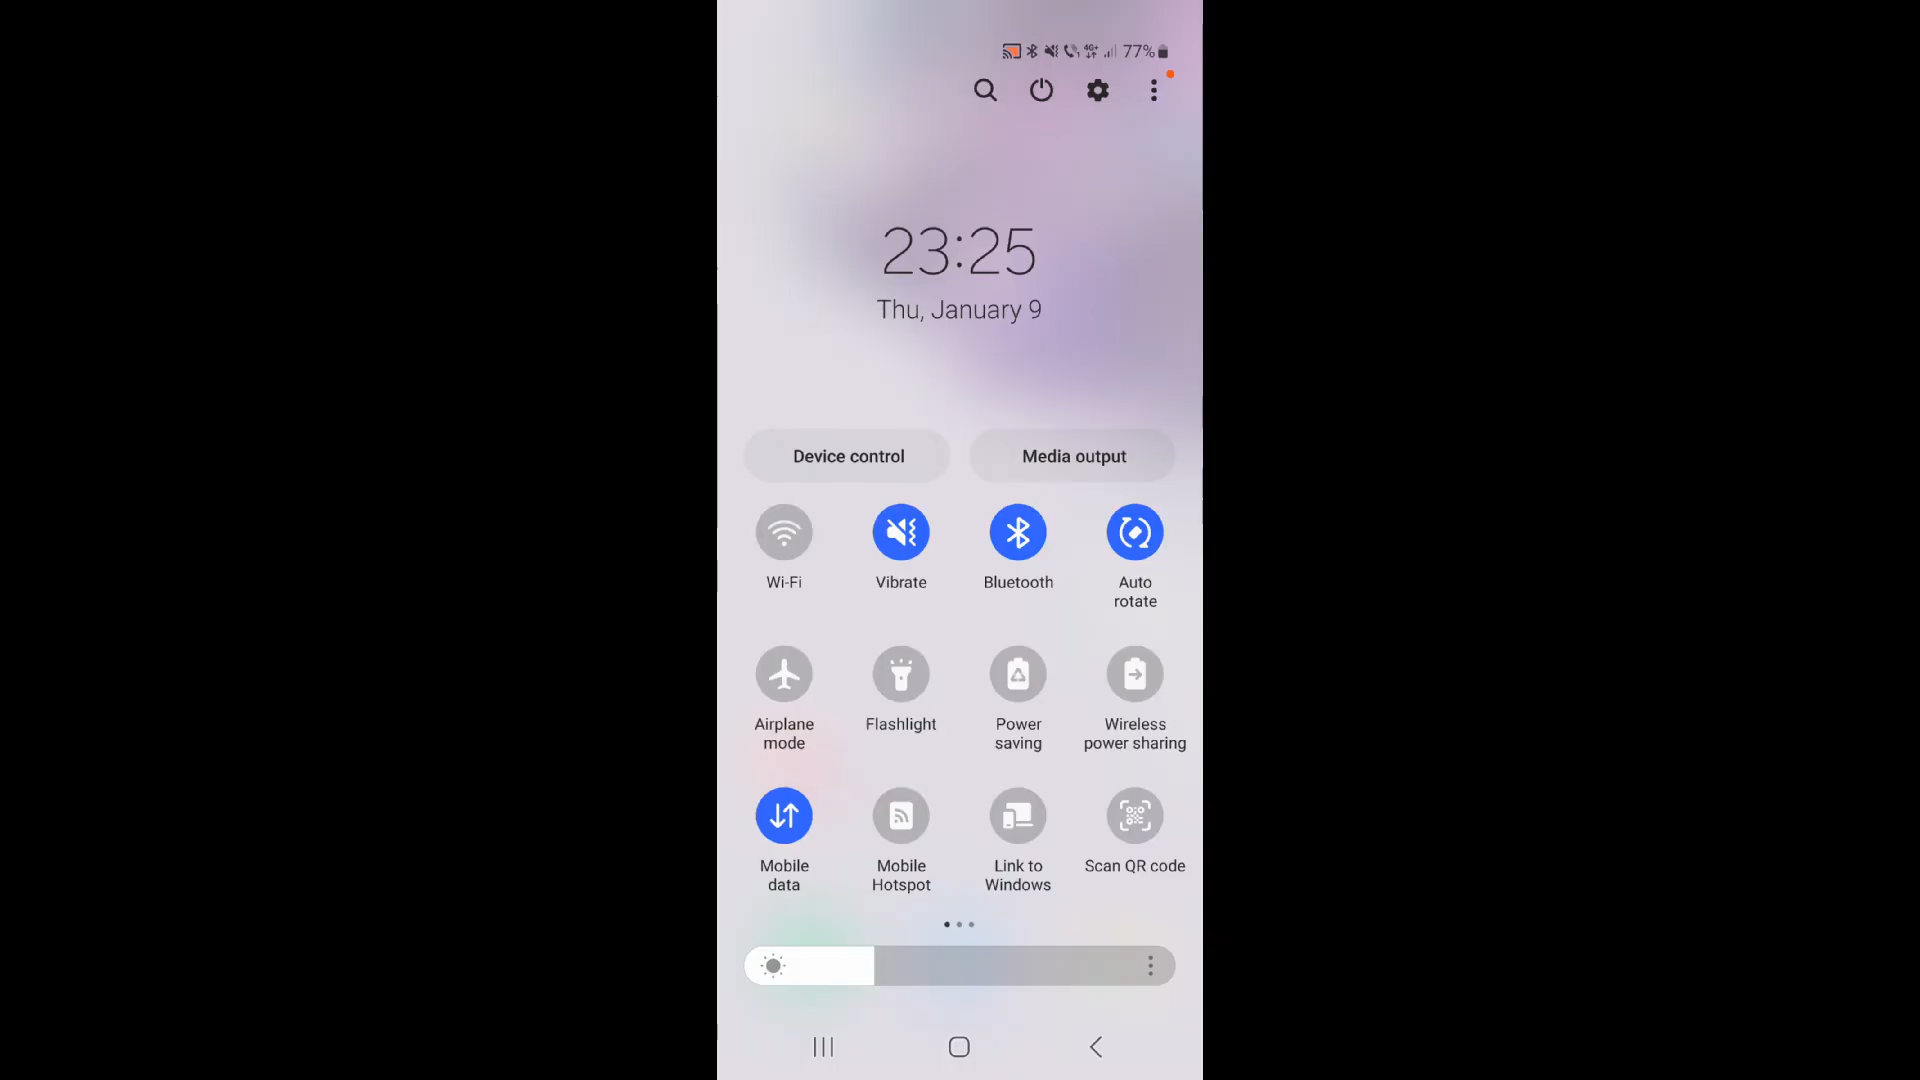 77%
23:25
Thu, January 9
Device control
Media output
Wi-Fi
Vibrate
Bluetooth
Auto
rotate
Airplane
mode
Flashlight
Power
saving
Wireless
power sharing
Mobile
data
Mobile
Hotspot
Link to
Windows
Scan QR code